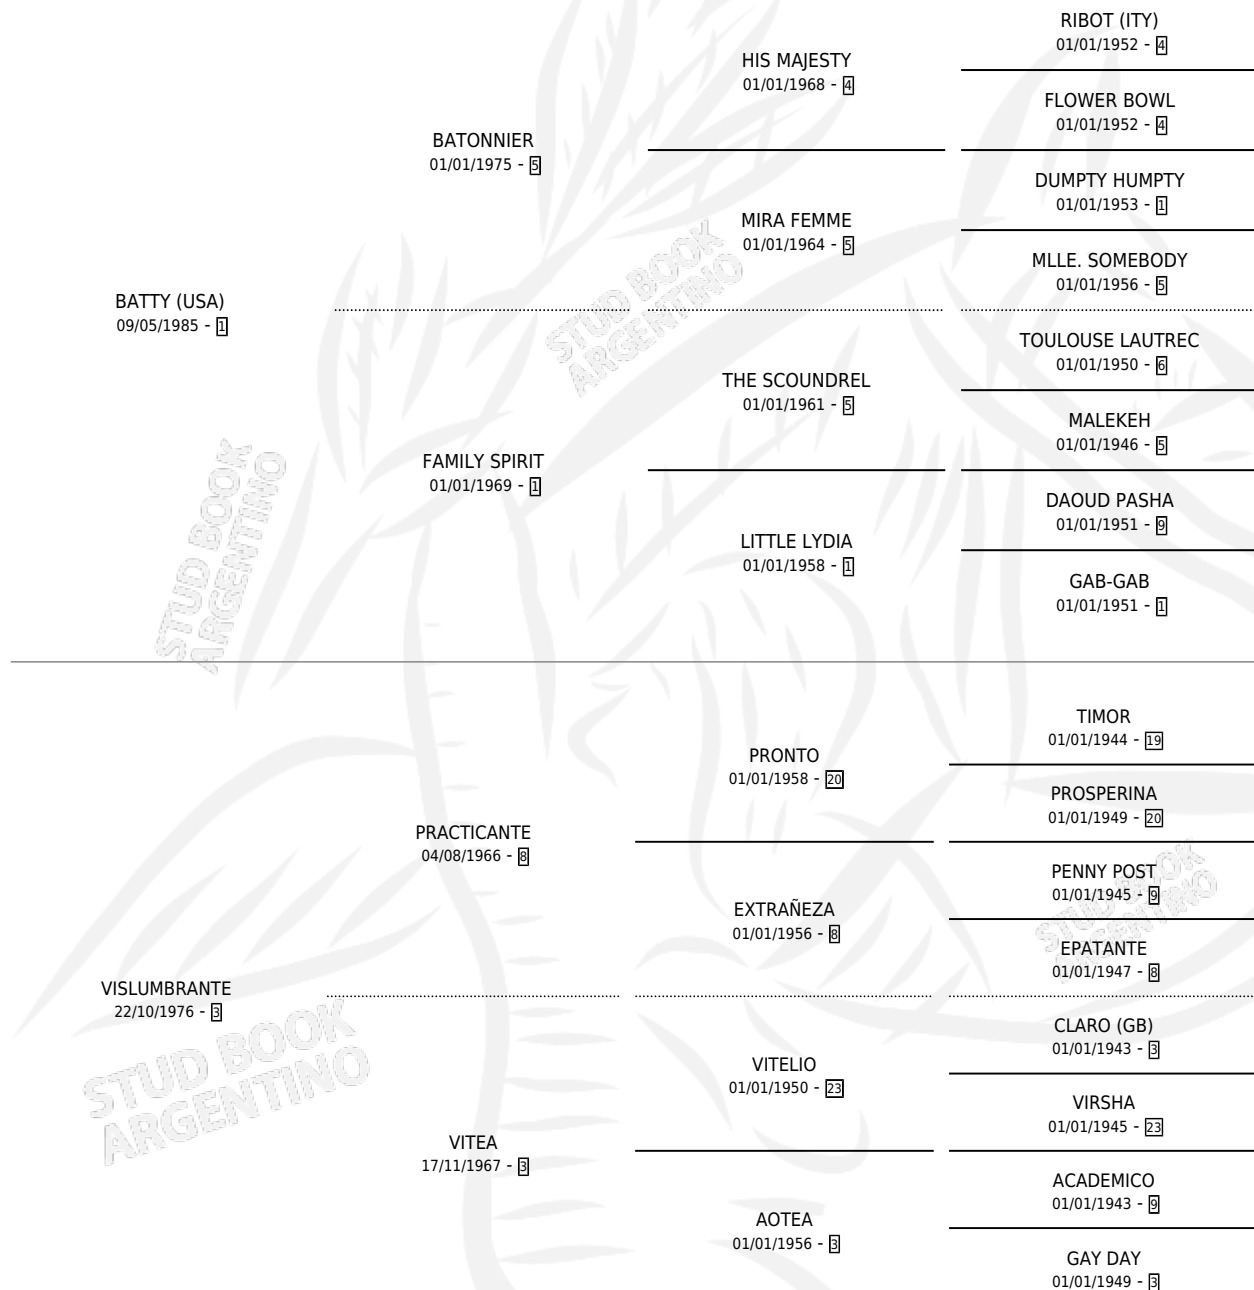 RIBOT (ITY)
01/01/1952 - 4
HIS MAJESTY
01/01/1968 - 4
FLOWER BOWL
01/01/1952 - 4
BATONNIER
01/01/1975 - 5
DUMPTY HUMPTY
01/01/1953 - 1
MIRA FEMME
01/01/1964 - 5
MLLE. SOMEBODY
01/01/1956 - 5
BATTY (USA)
09/05/1985 - 1
TOULOUSE LAUTREC
01/01/1950 - 6
THE SCOUNDREL
01/01/1961 - 5
MALEKEH
01/01/1946 - 5
FAMILY SPIRIT
01/01/1969 - 1
DAOUD PASHA
01/01/1951 - 9
LITTLE LYDIA
01/01/1958 - 1
GAB-GAB
01/01/1951 - 1
STUD BOOK
ARGENTINO
STUD BOOK
ARGENTINO
TIMOR
01/01/1944 - 19
PRONTO
01/01/1958 - 20
PROSPERINA
01/01/1949 - 20
PRACTICANTE
04/08/1966 - 8
PENNY POST
01/01/1945 - 9
EXTRAÑEZA
01/01/1956 - 8
EPATANTE
01/01/1947 - 8
VISLUMBRANTE
22/10/1976 - 3
CLARO (GB)
01/01/1943 - 3
VITELIO
01/01/1950 - 23
VIRSHA
01/01/1945 - 23
VITEA
17/11/1967 - 3
ACADEMICO
01/01/1943 - 9
AOTEA
01/01/1956 - 3
GAY DAY
01/01/1949 - 3
STUD BOOK
ARGENTINO
STUD BOOK
ARGENTINO